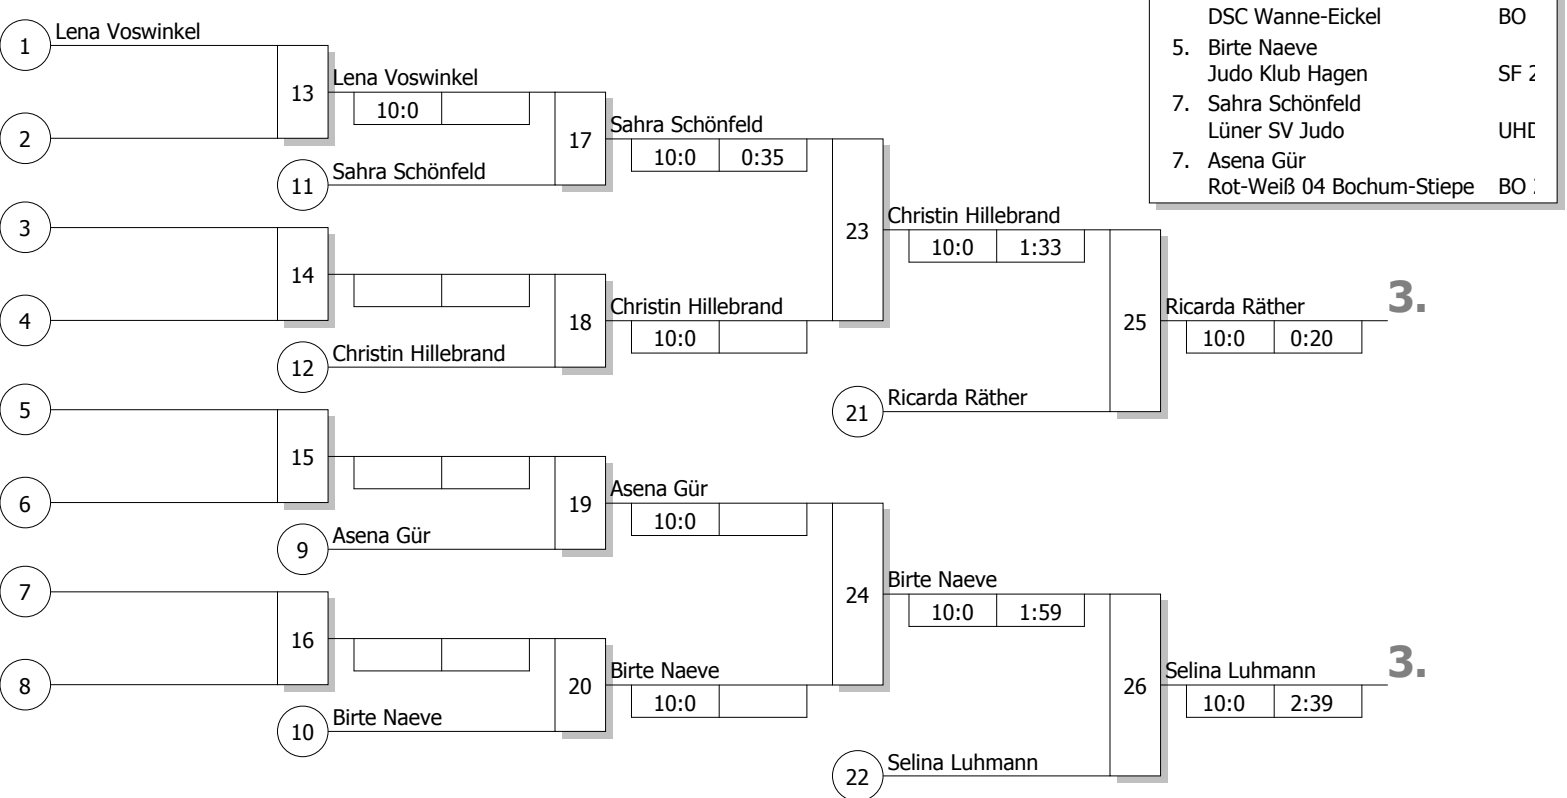 DSC Wanne-Eickel BO
5. Birte Naeve
Judo Klub Hagen SF
7. Sahra Schönfeld
Lüner SV Judo
7. Asena Gür
Rot-Weiß 04 Bochum-Stiepe BO
1 Lena Voswinkel
2
13 Lena Voswinkel
10:0
11 Sahra Schönfeld
17 Sahra Schönfeld
10:0 0:35
3
4
14
12 Christin Hillebrand
18 Christin Hillebrand
10:0
23 Christin Hillebrand
10:0 1:33
21 Ricarda Räther
25 Ricarda Räther 3.
10:0 0:20
5
6
15
9 Asena Gür
19 Asena Gür
10:0
7
8
16
10 Birte Naeve
20 Birte Naeve
10:0
24 Birte Naeve
10:0 1:59
22 Selina Luhmann
26 Selina Luhmann 3.
10:0 2:39